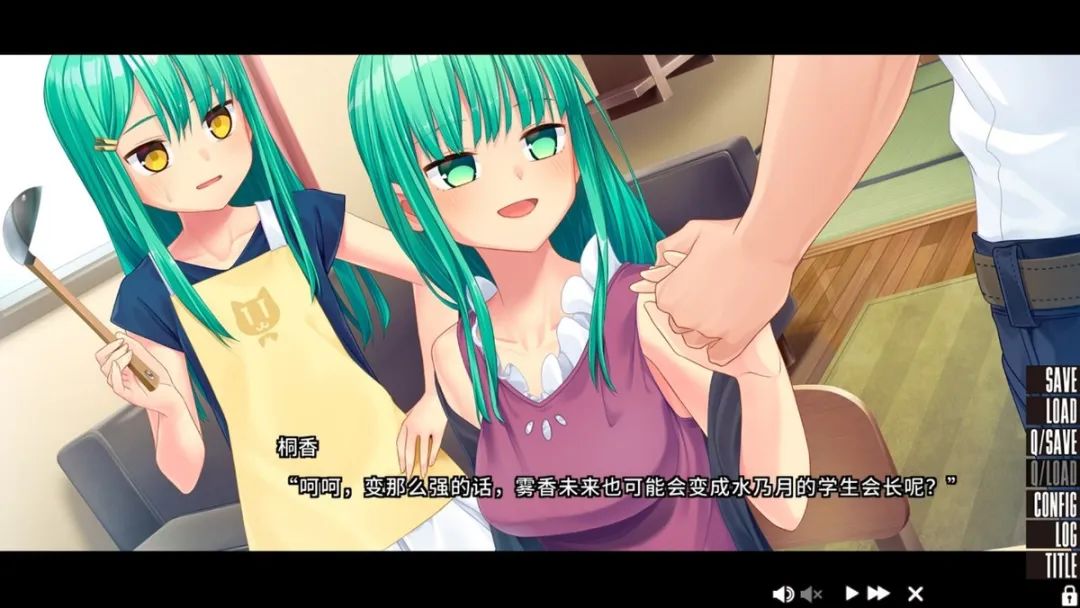 桐香
“呵呵，变那么强的话，雾香未来也可能会变成水乃月的学生会长呢？”
SAVE
LOAD
Q/SAVE
Q/LOAD
CONFIG
LOG
TITLE